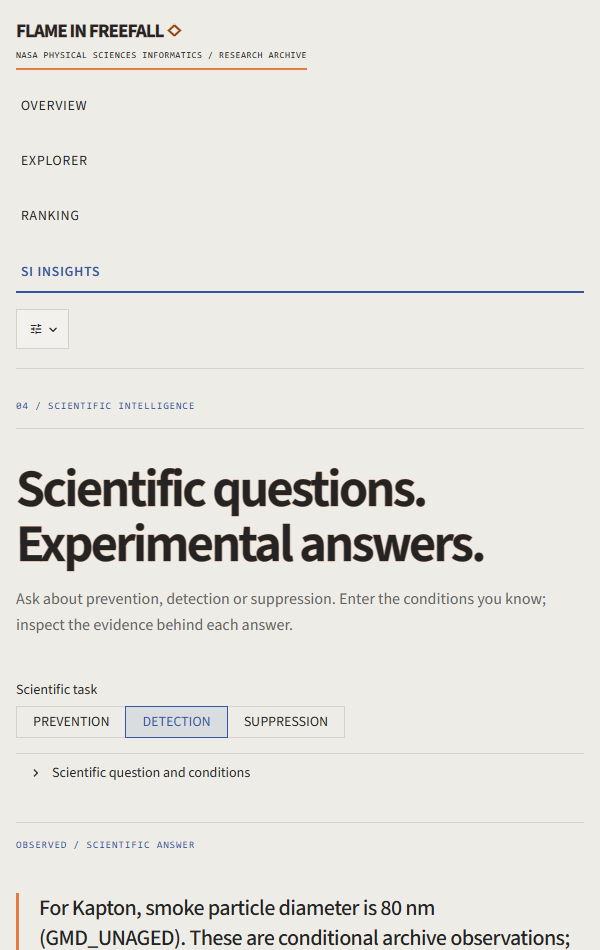 FLAME IN FREEFALL
NASA PHYSICAL SCIENCES INFORMATICS / RESEARCH ARCHIVE
OVERVIEW
EXPLORER
RANKING
SI INSIGHTS
04 / SCIENTIFIC INTELLIGENCE
Scientific questions.
Experimental answers.
Ask about prevention, detection or suppression. Enter the conditions you know;
inspect the evidence behind each answer.
Scientific task
PREVENTION DETECTION SUPPRESSION
Scientific question and conditions
OBSERVED / SCIENTIFIC ANSWER
For Kapton, smoke particle diameter is 80 nm
(GMD_UNAGED). These are conditional archive observations;